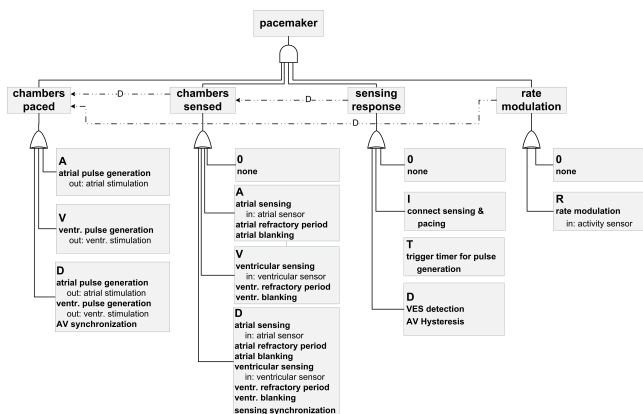 pacemaker
chambers
paced
chambers
sensed
sensing
response
rate
modulation
D
D
D
A
atrial pulse generation
out: atrial stimulation
V
ventr. pulse generation
out: ventr. stimulation
D
atrial pulse generation
out: atrial stimulation
ventr. pulse generation
out: ventr. stimulation
AV synchronization
0
none
A
atrial sensing
in: atrial sensor
atrial refractory period
atrial blanking
V
ventricular sensing
in: ventricular sensor
ventr. refractory period
ventr. blanking
D
atrial sensing
in: atrial sensor
atrial refractory period
atrial blanking
ventricular sensing
in: ventricular sensor
ventr. refractory period
ventr. blanking
sensing synchronization
0
none
I
connect sensing &
pacing
T
trigger timer for pulse
generation
D
VES detection
AV Hysteresis
0
none
R
rate modulation
in: activity sensor